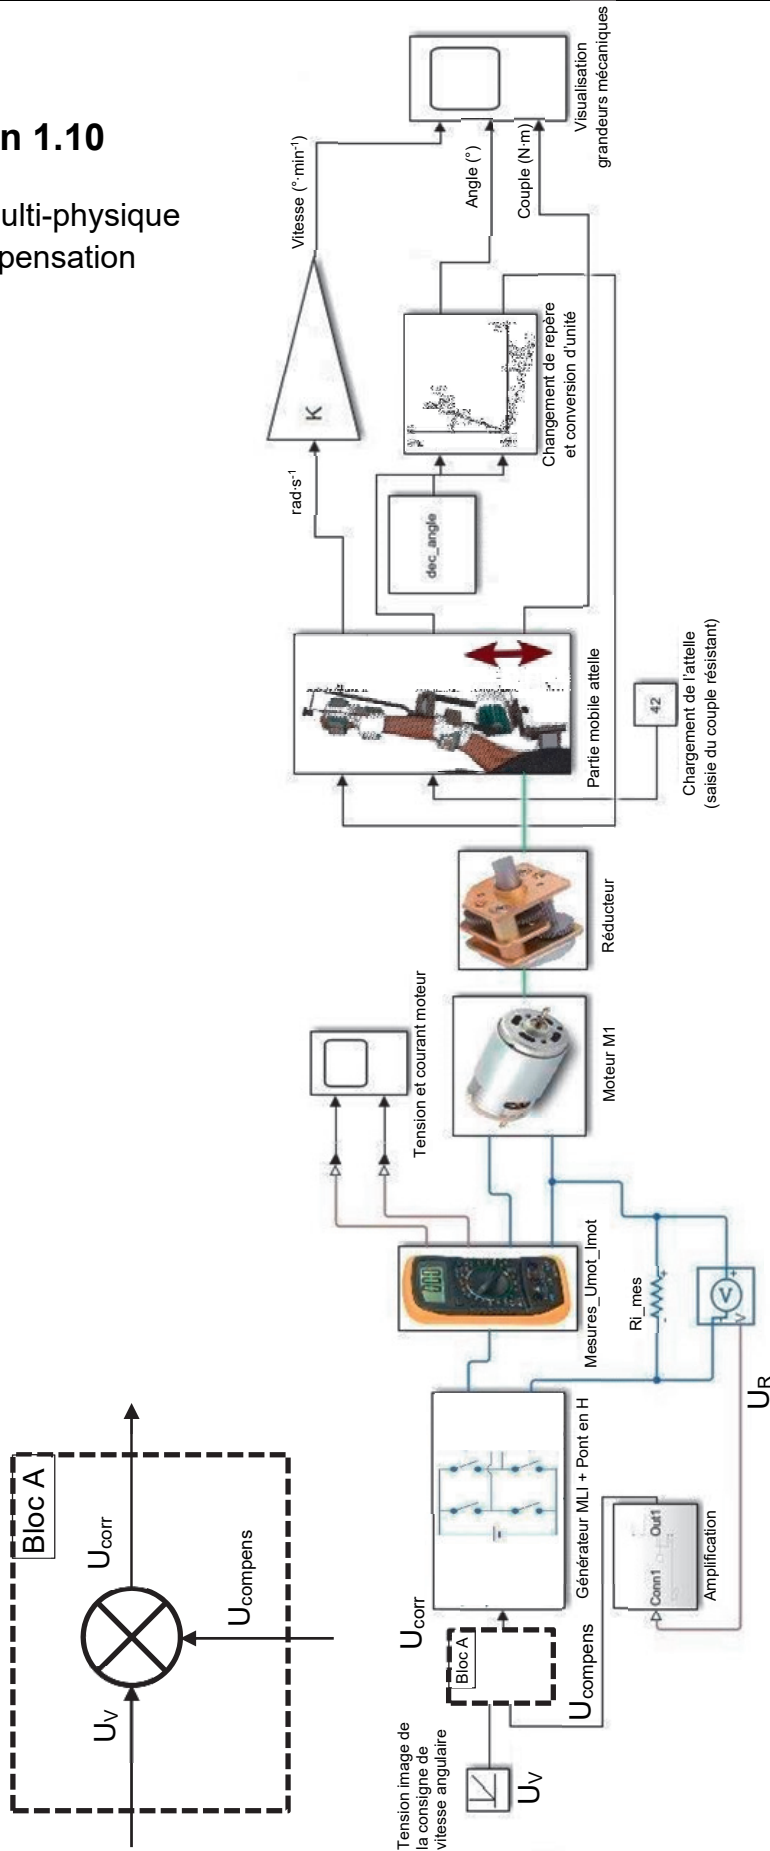 n 1.10
ulti-physique
pensation
Visualisation
grandeurs mécaniques
Vitesse (°·min⁻¹)
Angle (°)
Couple (N·m)
K
Changement de repère
et conversion d'unité
rad·s⁻¹
dec_angle
Partie mobile attelle
42
Chargement de l'attelle
(saisie du couple résistant)
Réducteur
Tension et courant moteur
Moteur M1
Mesures_Umot_Imot
Ri_mes
+
-
V
+
-
V
UR
Générateur MLI + Pont en H
Conn1
Out1
Amplification
Ucorr
Bloc A
Ucompens
Tension image de
la consigne de
vitesse angulaire
UV
Bloc A
UV
Ucorr
Ucompens